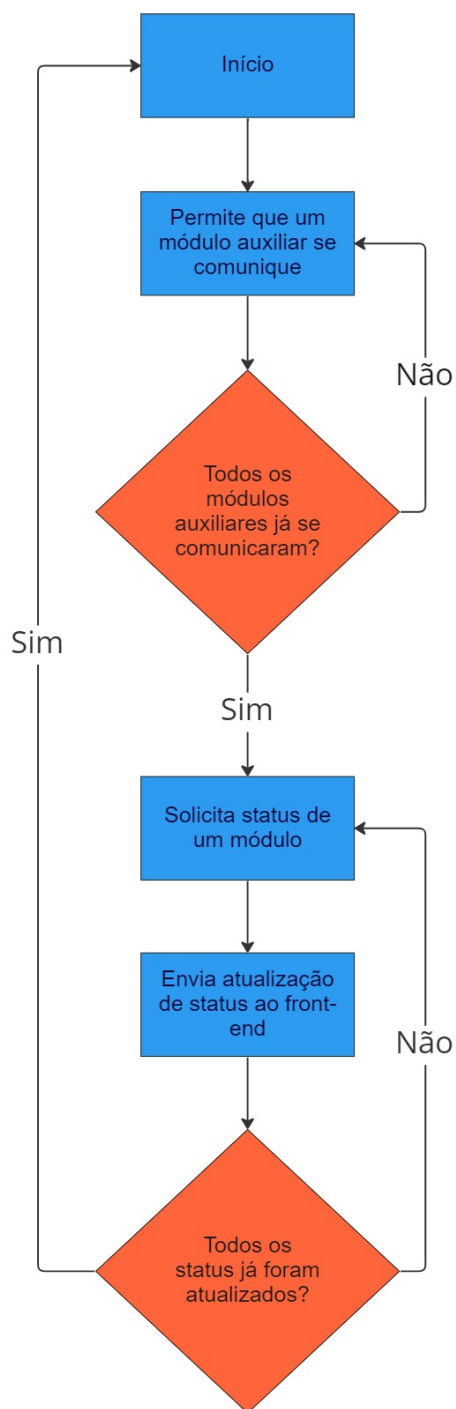 Início
Permite que um
módulo auxiliar se
comunique
Não
Todos os
módulos
auxiliares já se
comunicaram?
Sim
Sim
Solicita status de
um módulo
Envia atualização
de status ao front-
end
Não
Todos os
status já foram
atualizados?